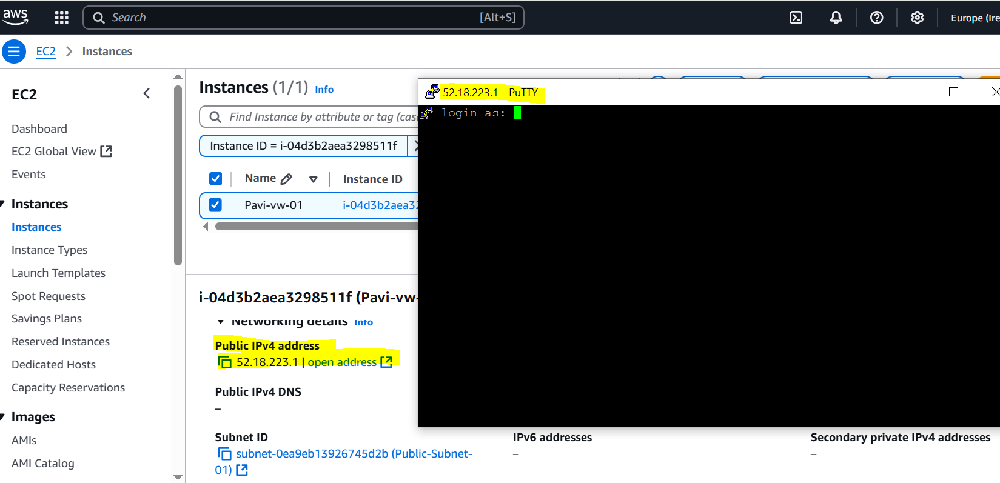 aws
Search [Alt+S]
Europe (Ire
EC2 Instances
EC2
Dashboard
EC2 Global View
Events
Instances
Instances
Instance Types
Launch Templates
Spot Requests
Savings Plans
Reserved Instances
Dedicated Hosts
Capacity Reservations
Images
AMIs
AMI Catalog
Instances (1/1) Info
Find Instance by attribute or tag (cas
Instance ID = i-04d3b2aea3298511f
Name Instance ID
Pavi-vw-01 i-04d3b2aea32
52.18.223.1 - PuTTY
login as:
i-04d3b2aea3298511f (Pavi-vw-
Networking details Info
Public IPv4 address
52.18.223.1 | open address
Public IPv4 DNS
–
Subnet ID
subnet-0ea9eb13926745d2b (Public-Subnet-
01)
IPv6 addresses
–
Secondary private IPv4 addresses
–